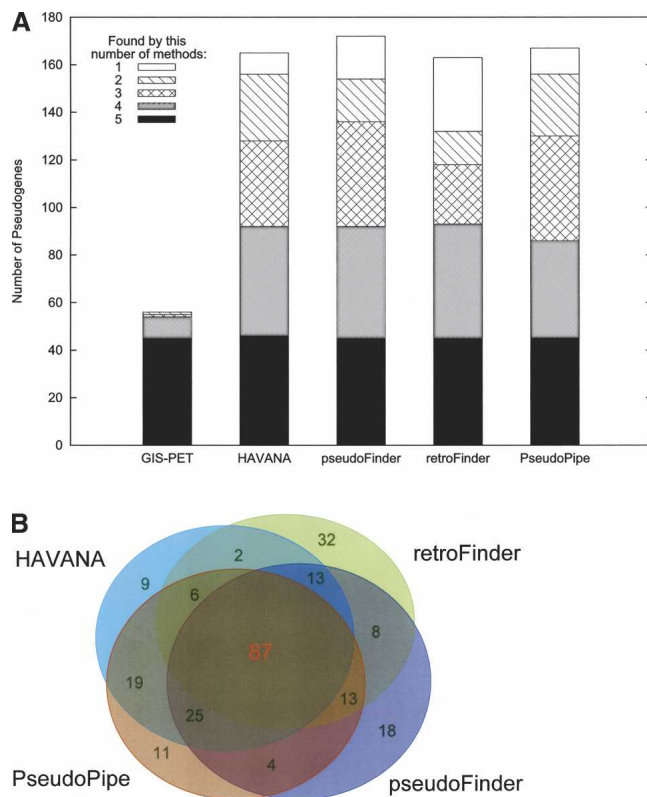 A
Found by this
number of methods:
1
2
3
4
5
Number of Pseudogenes
180
160
140
120
100
80
60
40
20
0
GIS-PET HAVANA pseudoFinder retroFinder PseudoPipe
B
HAVANA
retroFinder
32
2
9
13
6
8
87
19
13
25
18
11
4
PseudoPipe
pseudoFinder